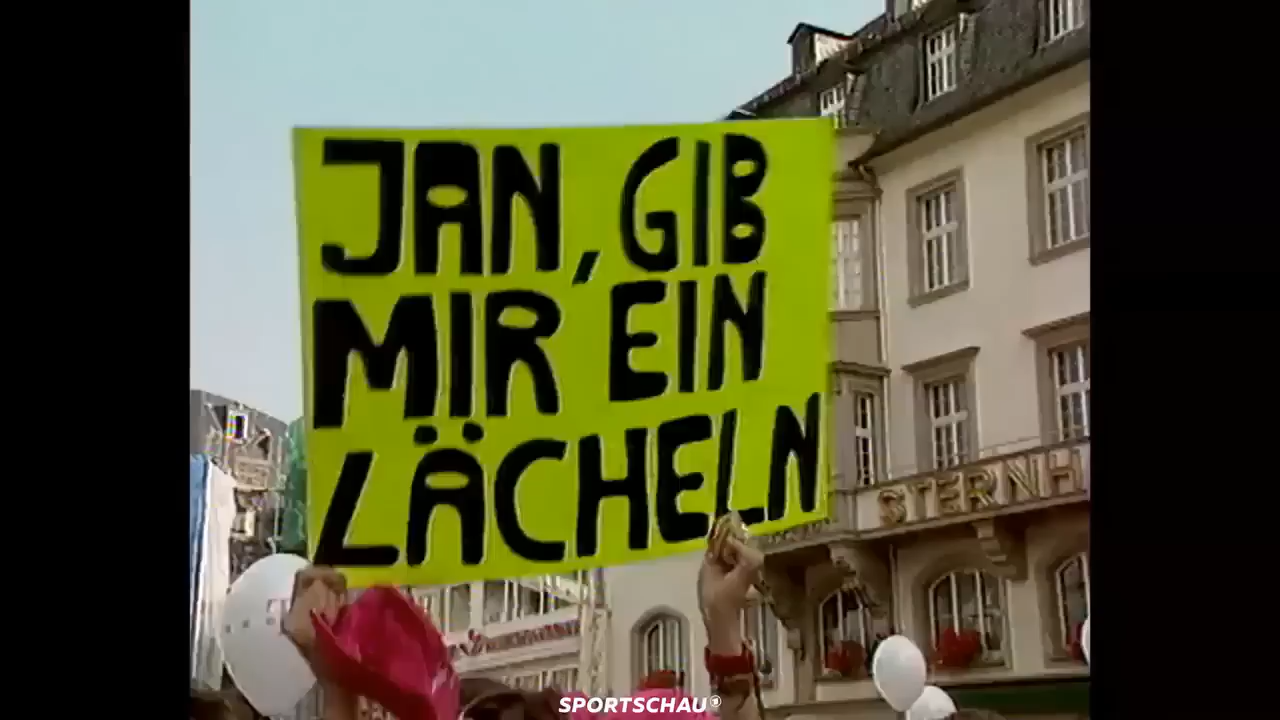 JAN, GIB
MIR EIN
LÄCHELN
STERNH
SPORTSCHAU